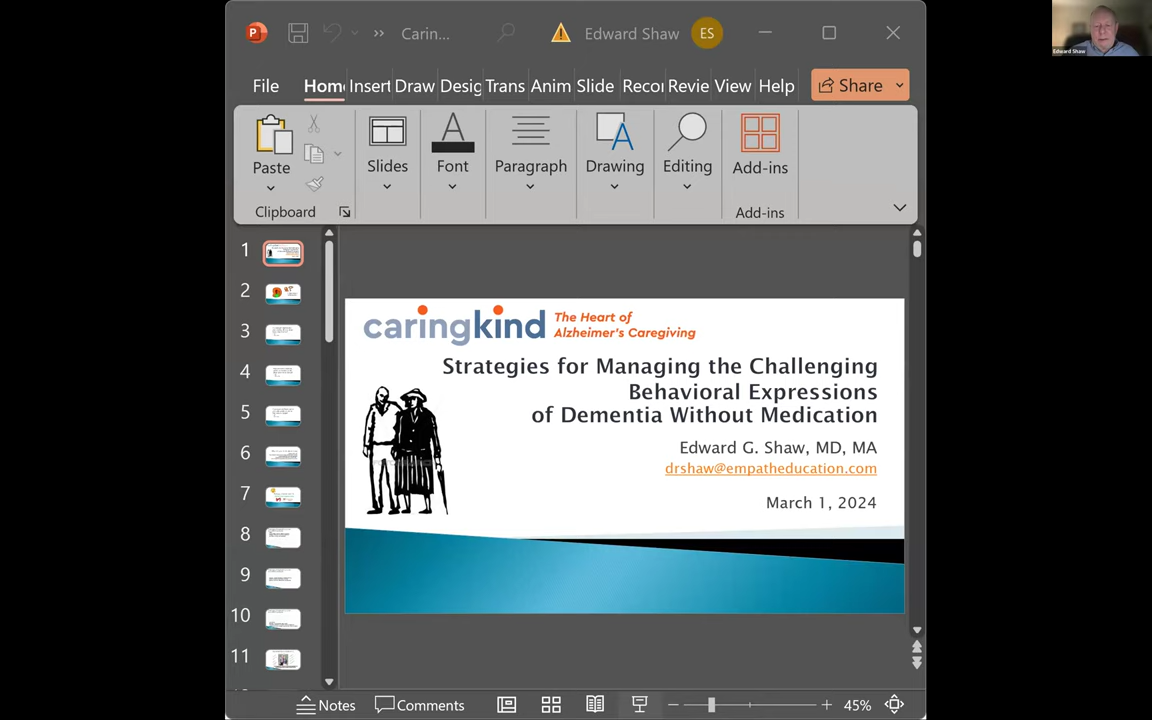 Carin...
Edward Shaw
ES
File
Home
Insert
Draw
Desig
Trans
Anim
Slide
Recor
Revie
View
Help
Share
Paste
Slides
Font
Paragraph
Drawing
Editing
Add-ins
Clipboard
Add-ins
1
2
3
4
5
6
7
8
9
10
11
caringkind
The Heart of
Alzheimer's Caregiving
Strategies for Managing the Challenging
Behavioral Expressions
of Dementia Without Medication
Edward G. Shaw, MD, MA
drshaw@empatheducation.com
March 1, 2024
Notes
Comments
45%
Edward Shaw